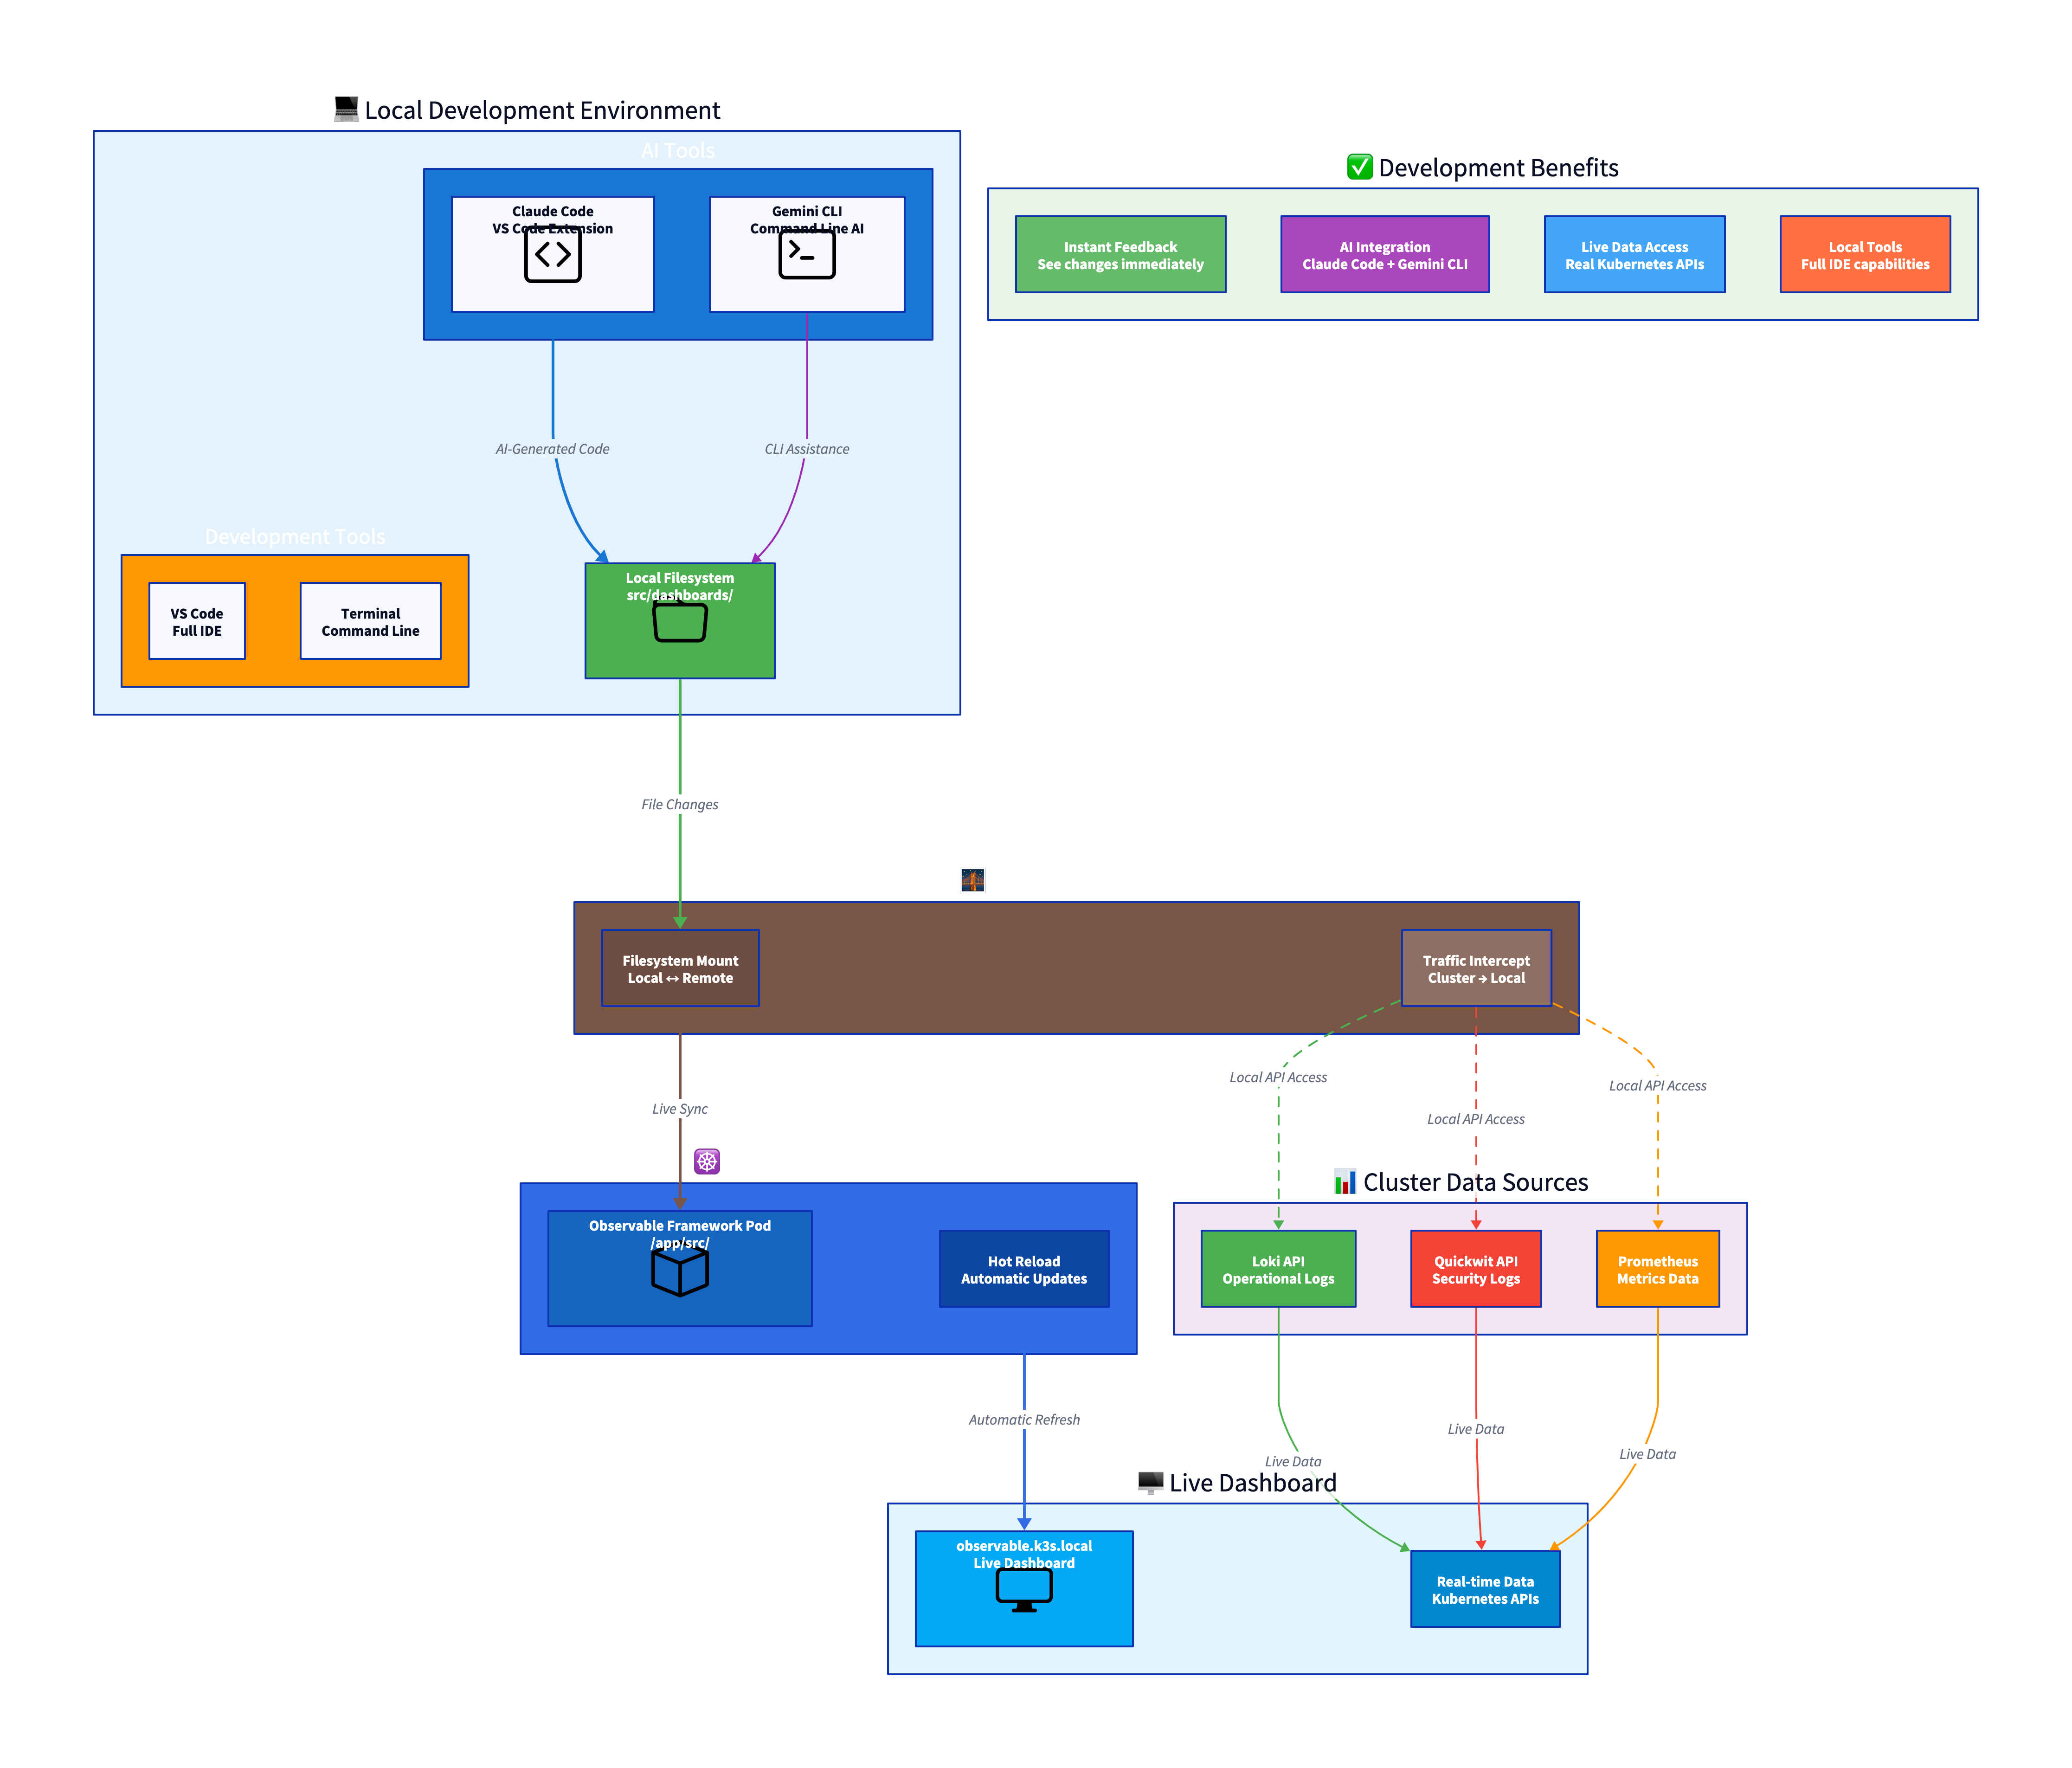 💻 Local Development Environment
AI Tools
Claude Code
VS Code Extension
Gemini CLI
Command Line AI
✅ Development Benefits
Instant Feedback
See changes immediately
AI Integration
Claude Code + Gemini CLI
Live Data Access
Real Kubernetes APIs
Local Tools
Full IDE capabilities
AI-Generated Code
CLI Assistance
Development Tools
VS Code
Full IDE
Terminal
Command Line
Local Filesystem
src/dashboards/
File Changes
Filesystem Mount
Local ↔ Remote
Traffic Intercept
Cluster → Local
Local API Access
Local API Access
Local API Access
Live Sync
Observable Framework Pod
/app/src/
Hot Reload
Automatic Updates
📊 Cluster Data Sources
Loki API
Operational Logs
Quickwit API
Security Logs
Prometheus
Metrics Data
Automatic Refresh
Live Data
Live Data
Live Data
🖥️ Live Dashboard
observable.k3s.local
Live Dashboard
Real-time Data
Kubernetes APIs